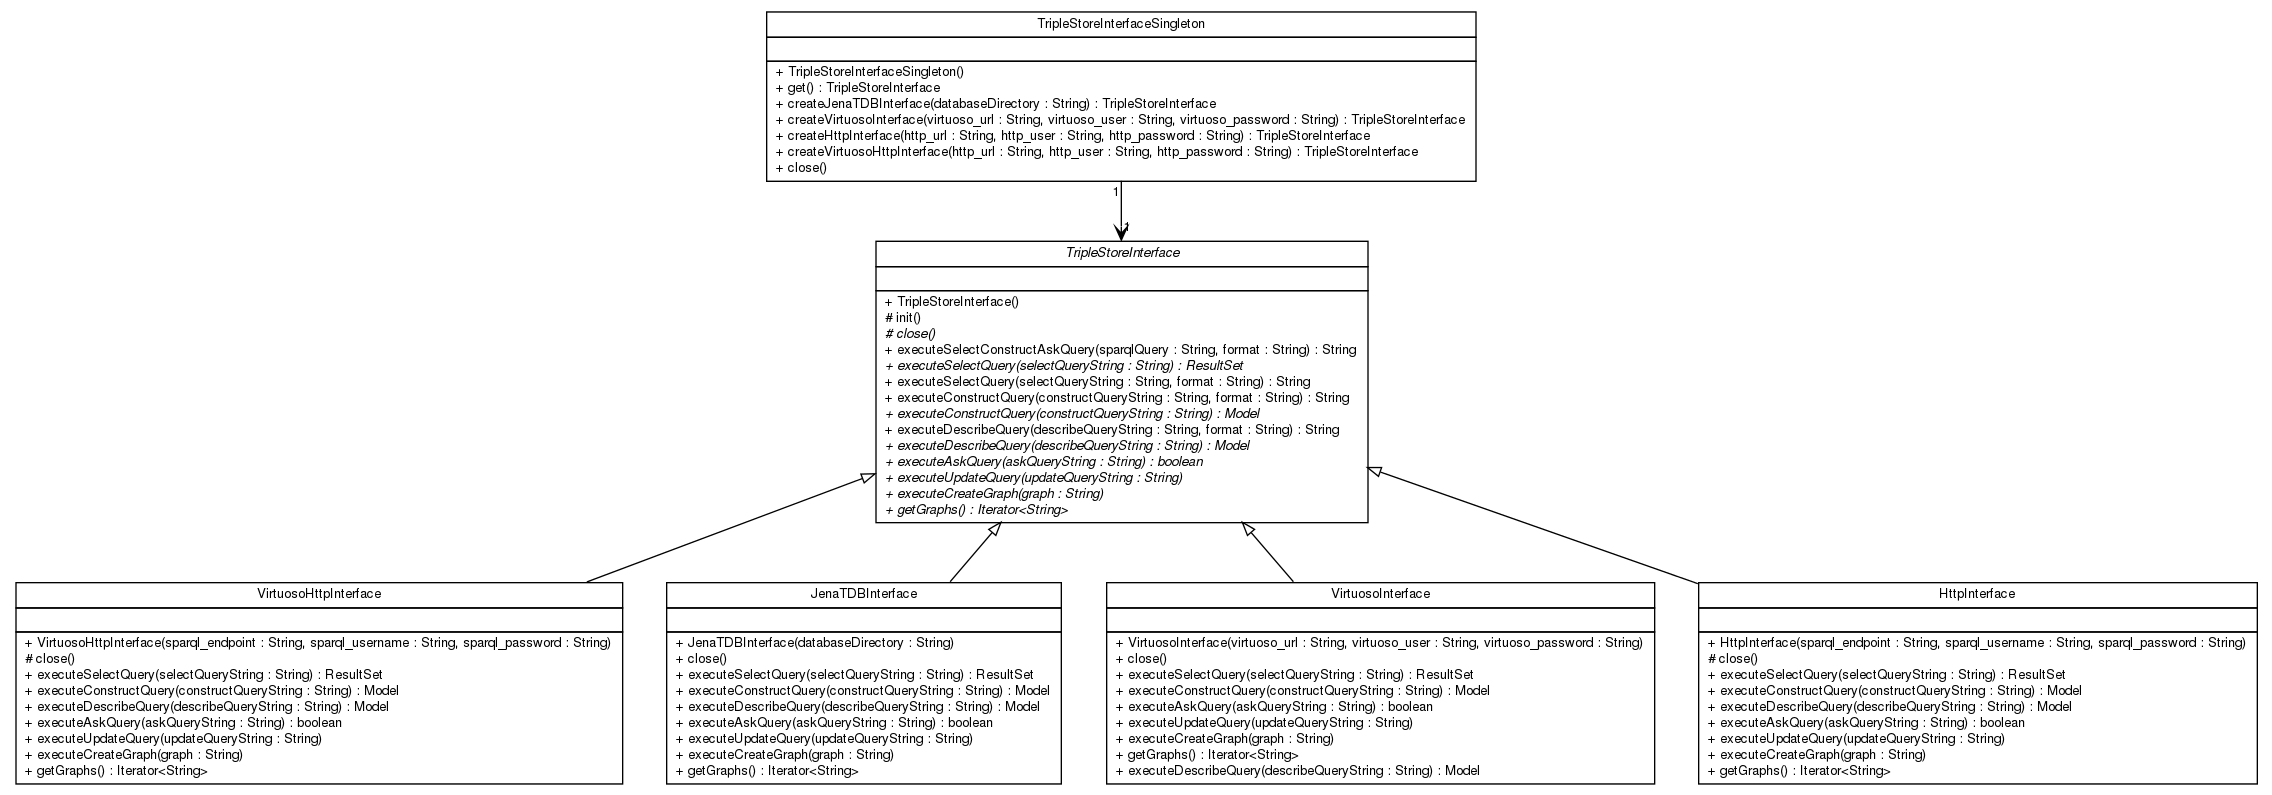 TripleStoreInterfaceSingleton
+ TripleStoreInterfaceSingleton()
+ get() : TripleStoreInterface
+ createJenaTDBInterface(databaseDirectory : String) : TripleStoreInterface
+ createVirtuosoInterface(virtuoso_url : String, virtuoso_user : String, virtuoso_password : String) : TripleStoreInterface
+ createHttpInterface(http_url : String, http_user : String, http_password : String) : TripleStoreInterface
+ createVirtuosoHttpInterface(http_url : String, http_user : String, http_password : String) : TripleStoreInterface
+ close()
1
1
TripleStoreInterface
+ TripleStoreInterface()
# init()
# close()
+ executeSelectConstructAskQuery(sparqlQuery : String, format : String) : String
+ executeSelectQuery(selectQueryString : String) : ResultSet
+ executeSelectQuery(selectQueryString : String, format : String) : String
+ executeConstructQuery(constructQueryString : String, format : String) : String
+ executeConstructQuery(constructQueryString : String) : Model
+ executeDescribeQuery(describeQueryString : String, format : String) : String
+ executeDescribeQuery(describeQueryString : String) : Model
+ executeAskQuery(askQueryString : String) : boolean
+ executeUpdateQuery(updateQueryString : String)
+ executeCreateGraph(graph : String)
+ getGraphs() : Iterator<String>
VirtuosoHttpInterface
+ VirtuosoHttpInterface(sparql_endpoint : String, sparql_username : String, sparql_password : String)
# close()
+ executeSelectQuery(selectQueryString : String) : ResultSet
+ executeConstructQuery(constructQueryString : String) : Model
+ executeDescribeQuery(describeQueryString : String) : Model
+ executeAskQuery(askQueryString : String) : boolean
+ executeUpdateQuery(updateQueryString : String)
+ executeCreateGraph(graph : String)
+ getGraphs() : Iterator<String>
JenaTDBInterface
+ JenaTDBInterface(databaseDirectory : String)
+ close()
+ executeSelectQuery(selectQueryString : String) : ResultSet
+ executeConstructQuery(constructQueryString : String) : Model
+ executeDescribeQuery(describeQueryString : String) : Model
+ executeAskQuery(askQueryString : String) : boolean
+ executeUpdateQuery(updateQueryString : String)
+ executeCreateGraph(graph : String)
+ getGraphs() : Iterator<String>
VirtuosoInterface
+ VirtuosoInterface(virtuoso_url : String, virtuoso_user : String, virtuoso_password : String)
+ close()
+ executeSelectQuery(selectQueryString : String) : ResultSet
+ executeConstructQuery(constructQueryString : String) : Model
+ executeAskQuery(askQueryString : String) : boolean
+ executeUpdateQuery(updateQueryString : String)
+ executeCreateGraph(graph : String)
+ getGraphs() : Iterator<String>
+ executeDescribeQuery(describeQueryString : String) : Model
HttpInterface
+ HttpInterface(sparql_endpoint : String, sparql_username : String, sparql_password : String)
# close()
+ executeSelectQuery(selectQueryString : String) : ResultSet
+ executeConstructQuery(constructQueryString : String) : Model
+ executeDescribeQuery(describeQueryString : String) : Model
+ executeAskQuery(askQueryString : String) : boolean
+ executeUpdateQuery(updateQueryString : String)
+ executeCreateGraph(graph : String)
+ getGraphs() : Iterator<String>